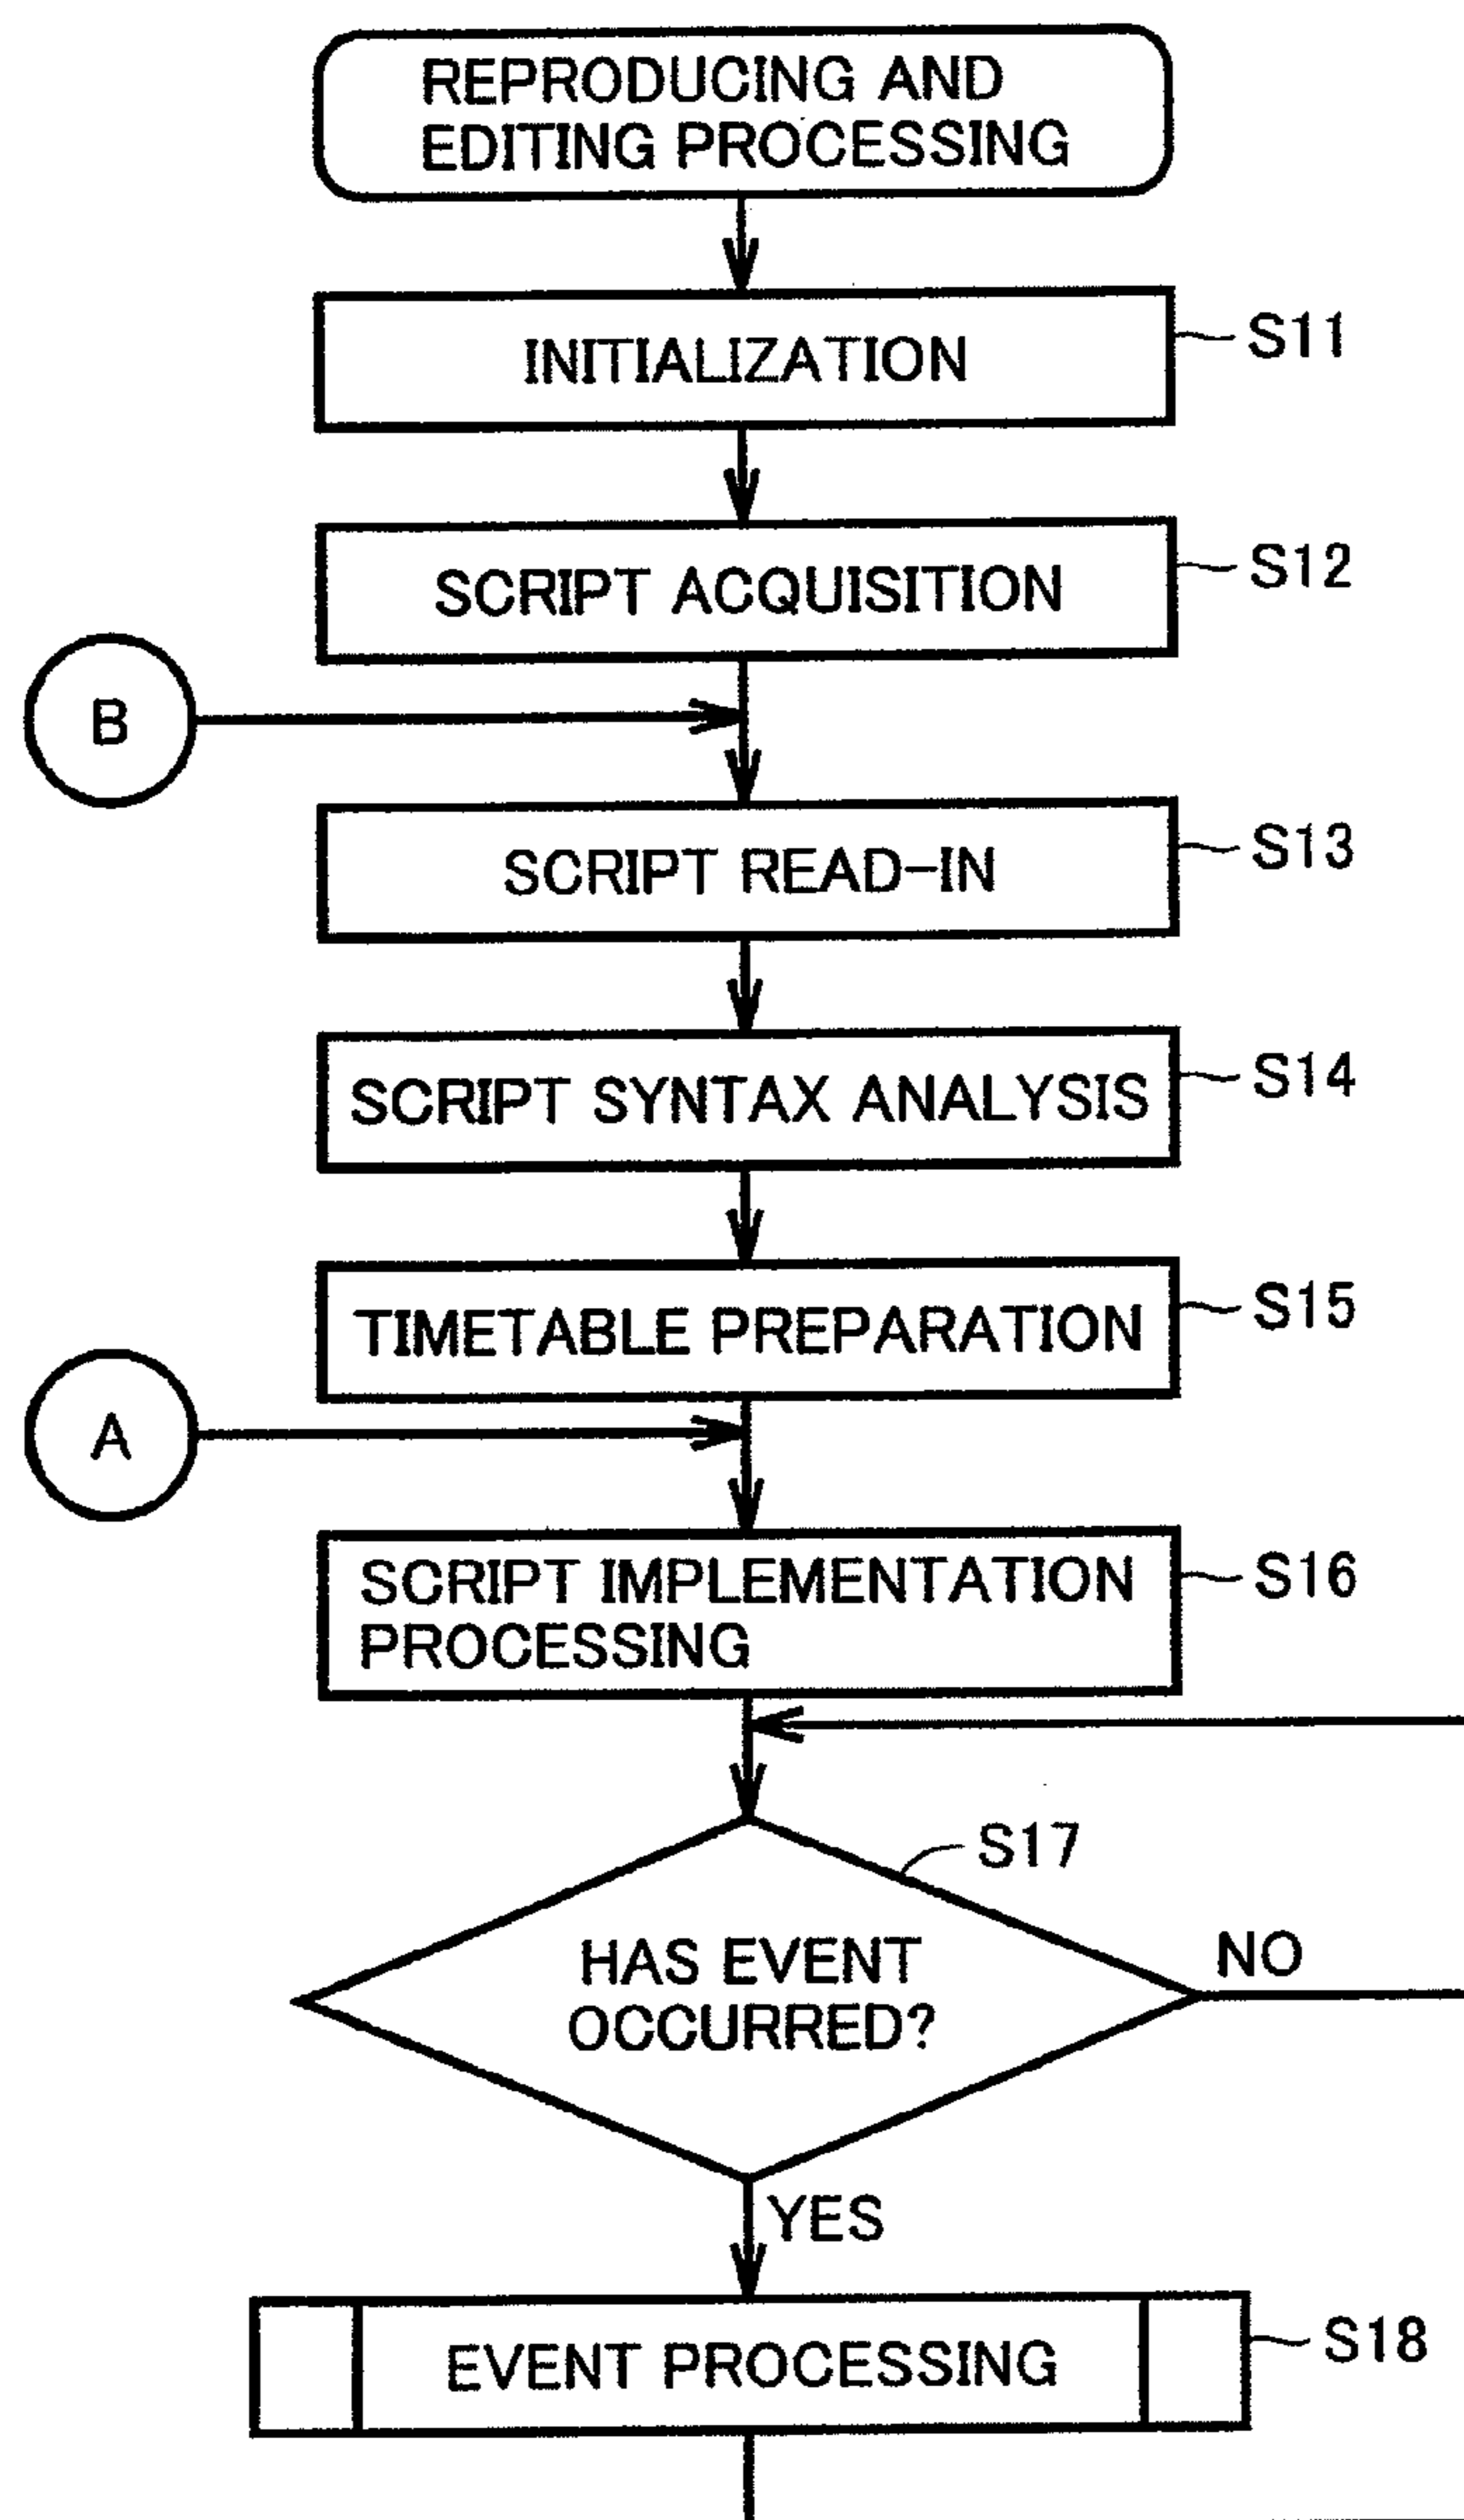 REPRODUCING AND
EDITING PROCESSING
INITIALIZATION
S11
SCRIPT ACQUISITION
S12
B
SCRIPT READ-IN
S13
SCRIPT SYNTAX ANALYSIS
S14
TIMETABLE PREPARATION
S15
A
SCRIPT IMPLEMENTATION
PROCESSING
S16
S17
HAS EVENT
OCCURRED?
NO
YES
EVENT PROCESSING
S18